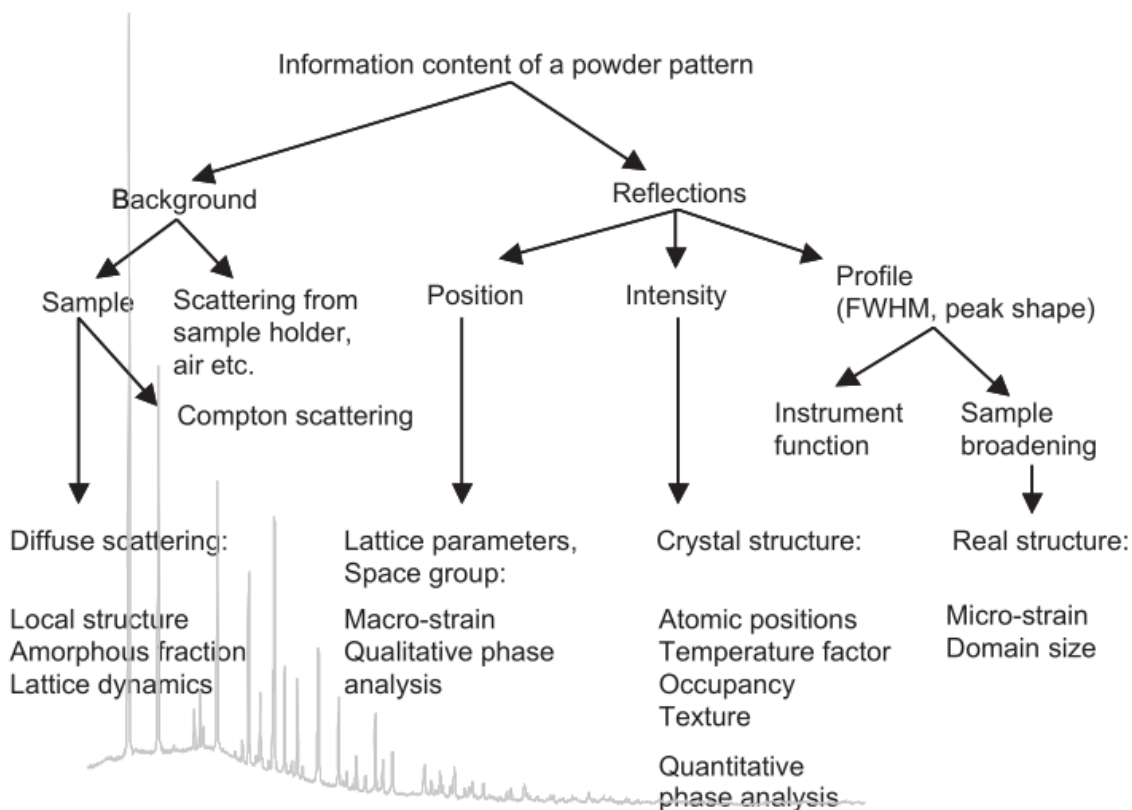 Information content of a powder pattern
Background
Reflections
Sample
Scattering from
sample holder,
air etc.
Compton scattering
Position
Intensity
Profile
(FWHM, peak shape)
Instrument
function
Sample
broadening
Diffuse scattering:
Local structure
Amorphous fraction
Lattice dynamics
Lattice parameters,
Space group:
Macro-strain
Qualitative phase
analysis
Crystal structure:
Atomic positions
Temperature factor
Occupancy
Texture
Quantitative
phase analysis
Real structure:
Micro-strain
Domain size